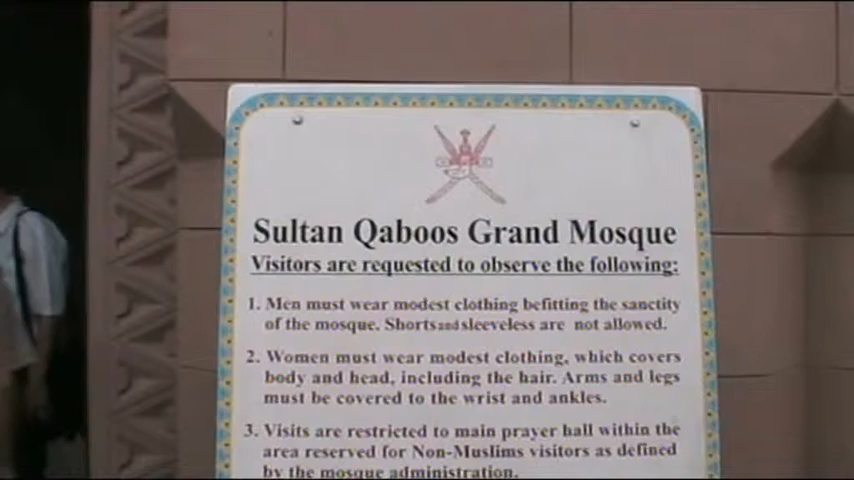 Sultan Qaboos Grand Mosque
Visitors are requested to observe the following:
1. Men must wear modest clothing befitting the sanctity
of the mosque. Shorts and sleeveless are not allowed.
2. Women must wear modest clothing, which covers
body and head, including the hair. Arms and legs
must be covered to the wrist and ankles.
3. Visits are restricted to main prayer hall within the
area reserved for Non-Muslims visitors as defined
by the mosque administration.